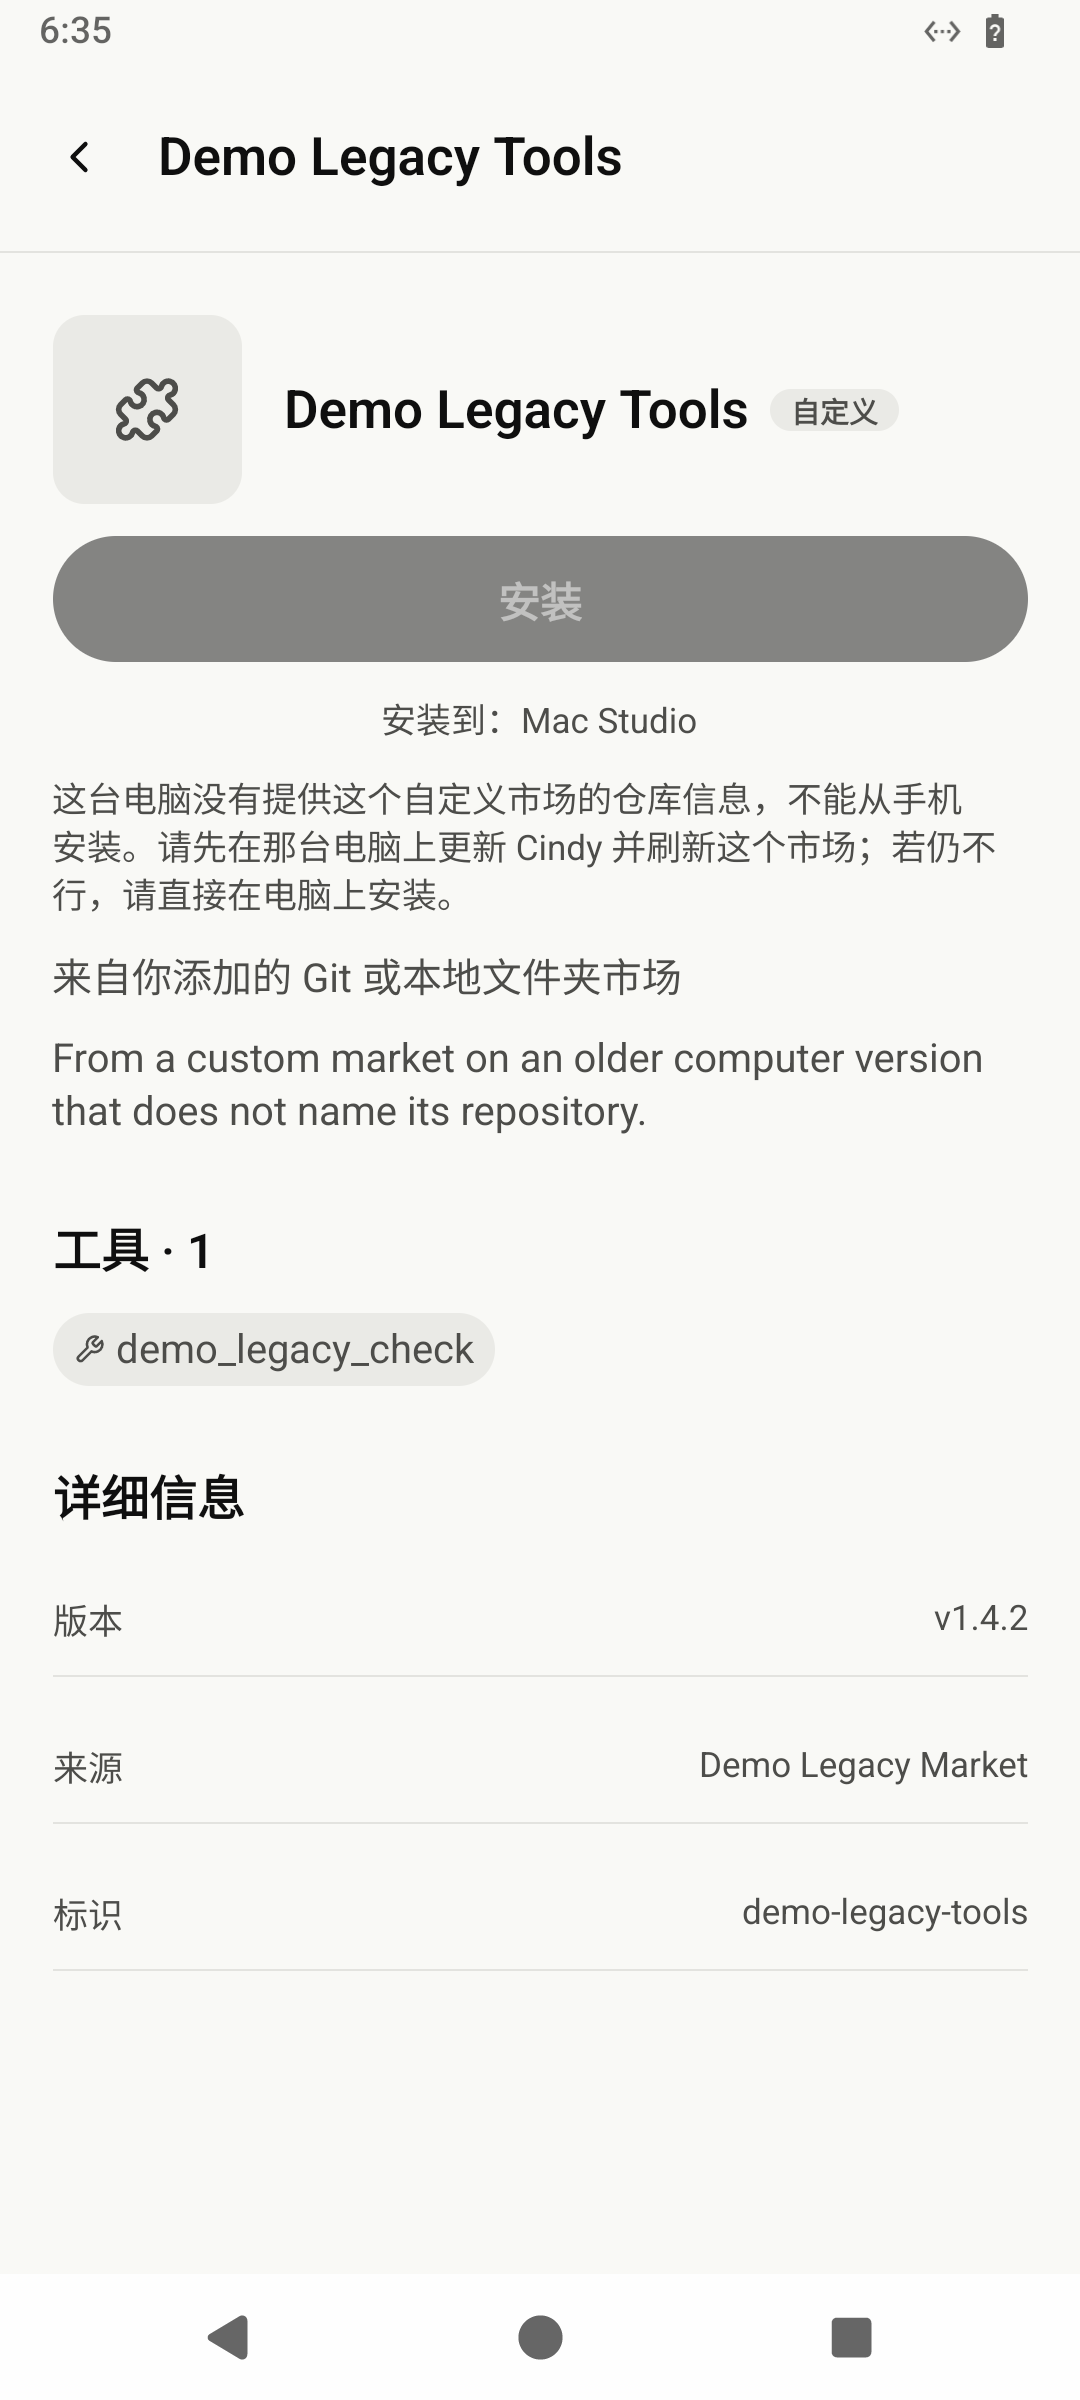 6:35
Demo Legacy Tools
Demo Legacy Tools 自定义
安装
安装到：Mac Studio
这台电脑没有提供这个自定义市场的仓库信息，不能从手机
安装。请先在那台电脑上更新 Cindy 并刷新这个市场；若仍不
行，请直接在电脑上安装。
来自你添加的 Git 或本地文件夹市场
From a custom market on an older computer version
that does not name its repository.
工具 · 1
demo_legacy_check
详细信息
版本 v1.4.2
来源 Demo Legacy Market
标识 demo-legacy-tools